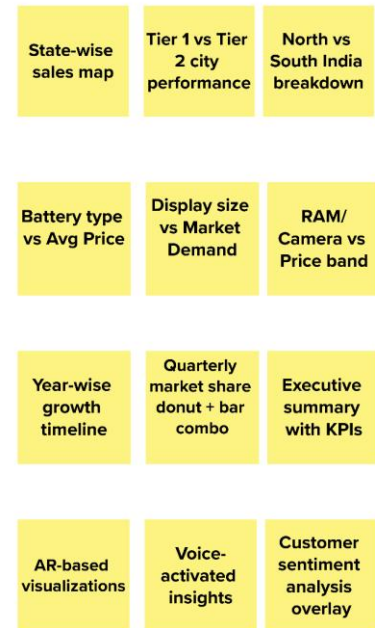 State-wise
sales map
Tier 1 vs Tier
2 city
performance
North vs
South India
breakdown
Battery type
vs Avg Price
Display size
vs Market
Demand
RAM/
Camera vs
Price band
Year-wise
growth
timeline
Quarterly
market share
donut + bar
combo
Executive
summary
with KPIs
AR-based
visualizations
Voice-
activated
insights
Customer
sentiment
analysis
overlay